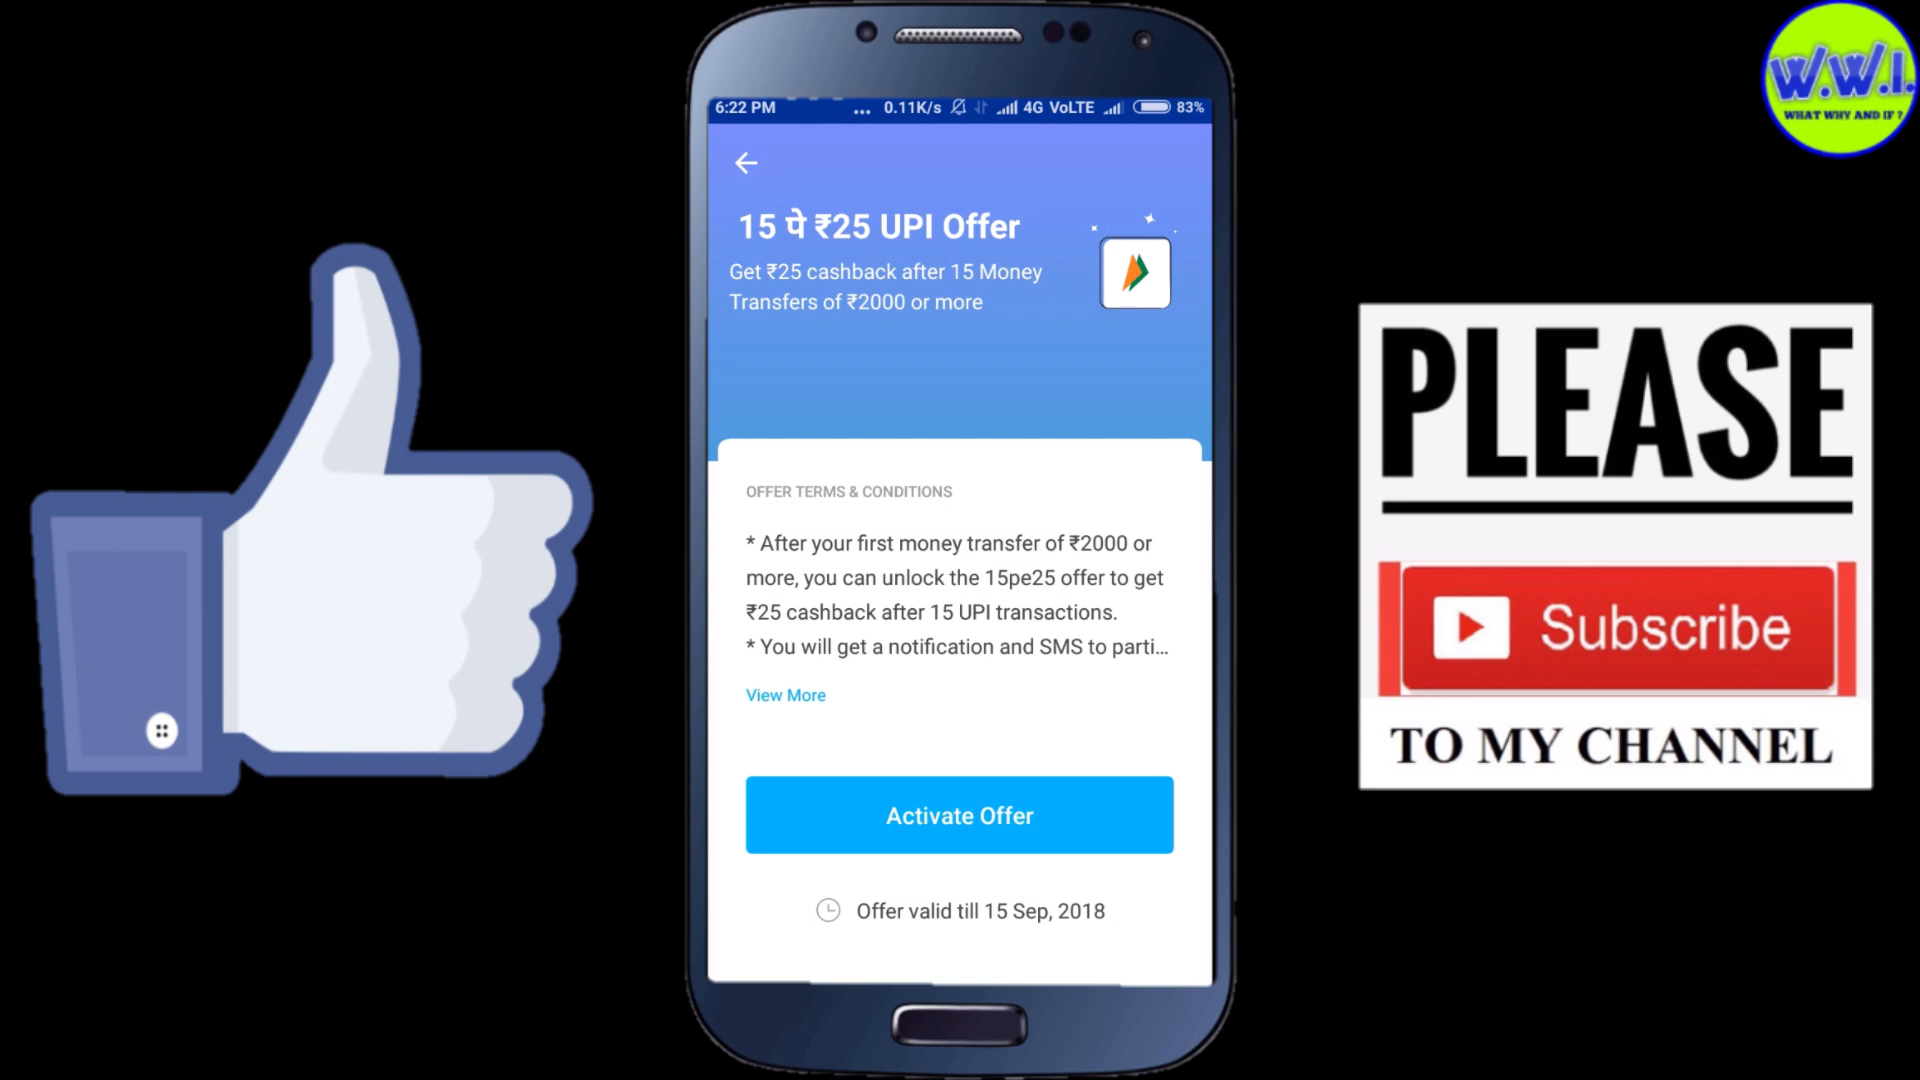 W.W.I.
WHAT WHY AND IF ?
6:22 PM ... 0.11K/s 4G VoLTE 83%
15 पे ₹25 UPI Offer
Get ₹25 cashback after 15 Money
Transfers of ₹2000 or more
OFFER TERMS & CONDITIONS
* After your first money transfer of ₹2000 or
more, you can unlock the 15pe25 offer to get
₹25 cashback after 15 UPI transactions.
* You will get a notification and SMS to parti...
View More
Activate Offer
Offer valid till 15 Sep, 2018
PLEASE
Subscribe
TO MY CHANNEL